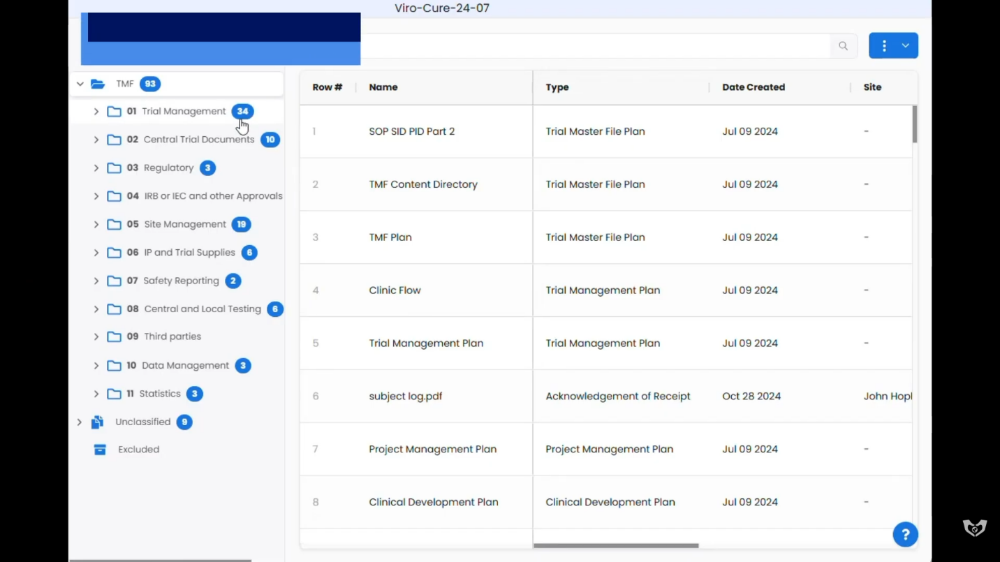 Viro-Cure-24-07
TMF 93
01 Trial Management 34
02 Central Trial Documents 10
03 Regulatory 3
04 IRB or IEC and other Approvals
05 Site Management 19
06 IP and Trial Supplies 6
07 Safety Reporting 2
08 Central and Local Testing 6
09 Third parties
10 Data Management 3
11 Statistics 3
Unclassified 9
Excluded
Row # Name Type Date Created Site
1 SOP SID PID Part 2 Trial Master File Plan Jul 09 2024 -
2 TMF Content Directory Trial Master File Plan Jul 09 2024 -
3 TMF Plan Trial Master File Plan Jul 09 2024 -
4 Clinic Flow Trial Management Plan Jul 09 2024 -
5 Trial Management Plan Trial Management Plan Jul 09 2024 -
6 subject log.pdf Acknowledgement of Receipt Oct 28 2024 John Hopl
7 Project Management Plan Project Management Plan Jul 09 2024 -
8 Clinical Development Plan Clinical Development Plan Jul 09 2024 -
?